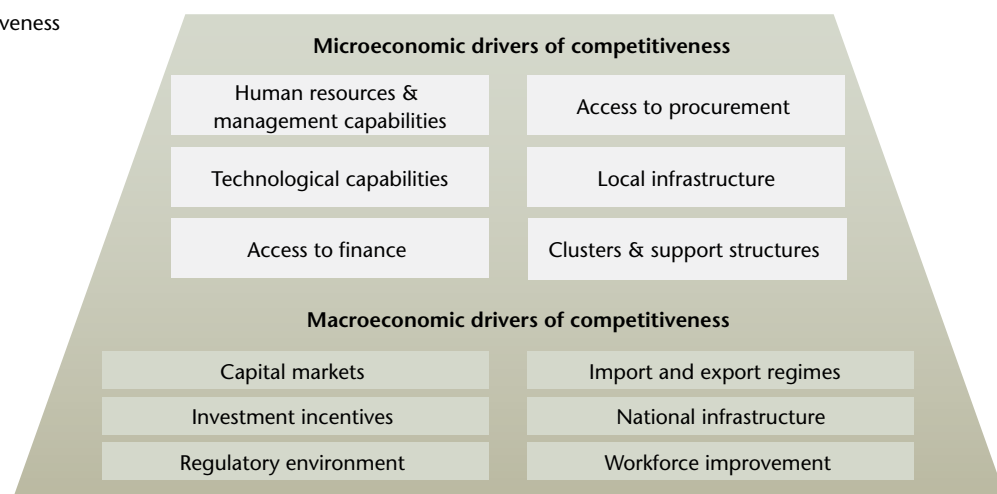 Microeconomic drivers of competitiveness
Human resources &
management capabilities
Access to procurement
Technological capabilities
Local infrastructure
Access to finance
Clusters & support structures
Macroeconomic drivers of competitiveness
Capital markets
Import and export regimes
Investment incentives
National infrastructure
Regulatory environment
Workforce improvement